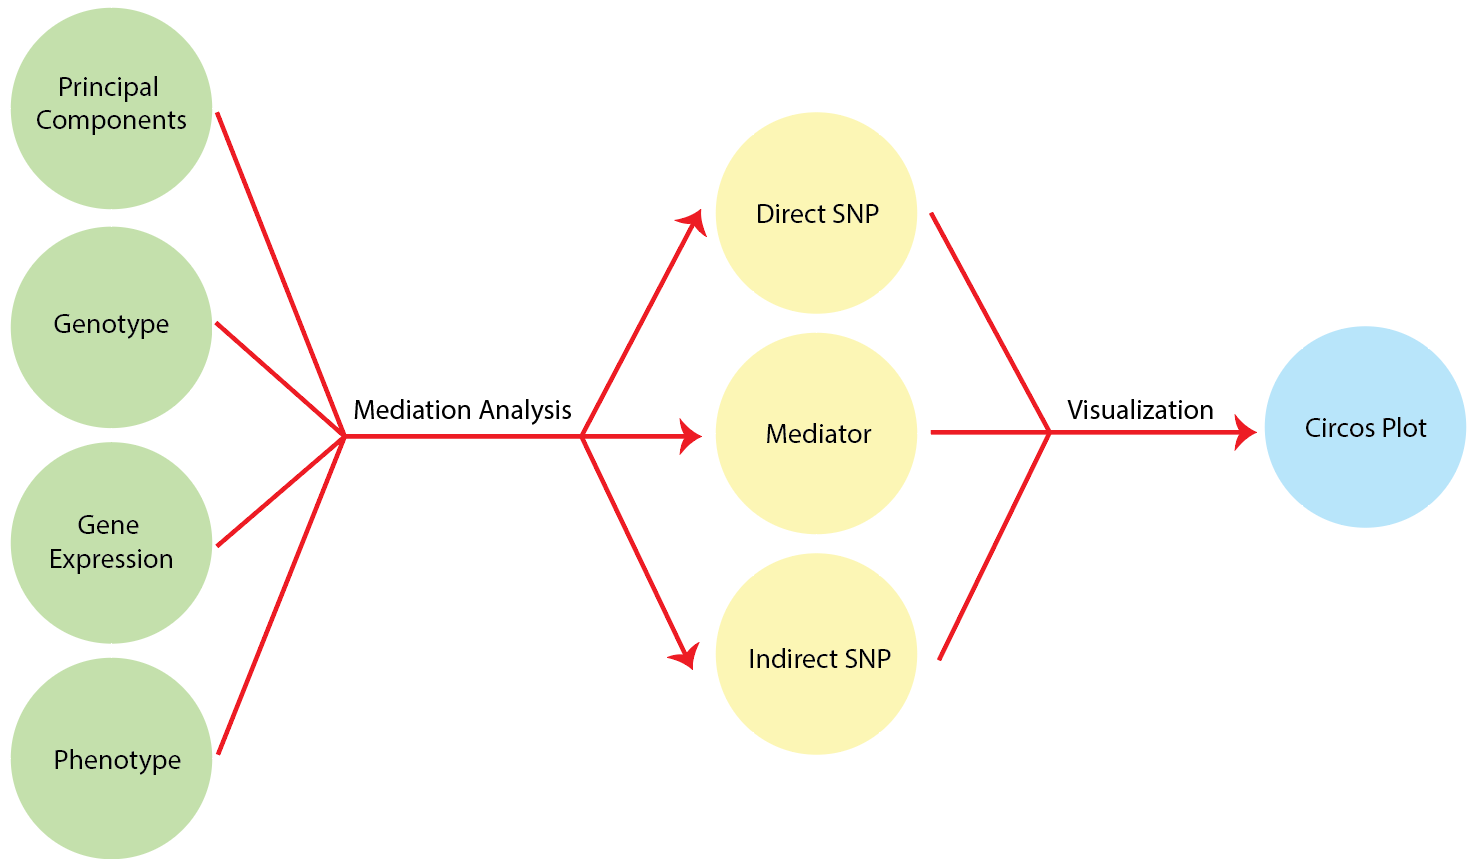 Principal
Components
Genotype
Gene
Expression
Phenotype
Mediation Analysis
Direct SNP
Mediator
Indirect SNP
Visualization
Circos Plot